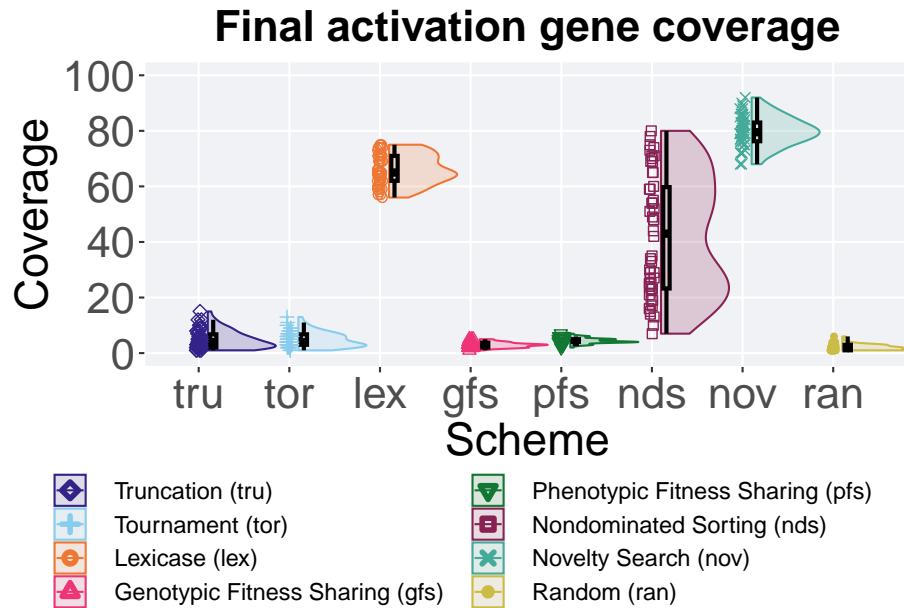 Final activation gene coverage
Coverage
100
80
60
40
20
0
tru tor lex gfs pfs nds nov ran
Scheme
Truncation (tru)
Tournament (tor)
Lexicase (lex)
Genotypic Fitness Sharing (gfs)
Phenotypic Fitness Sharing (pfs)
Nondominated Sorting (nds)
Novelty Search (nov)
Random (ran)